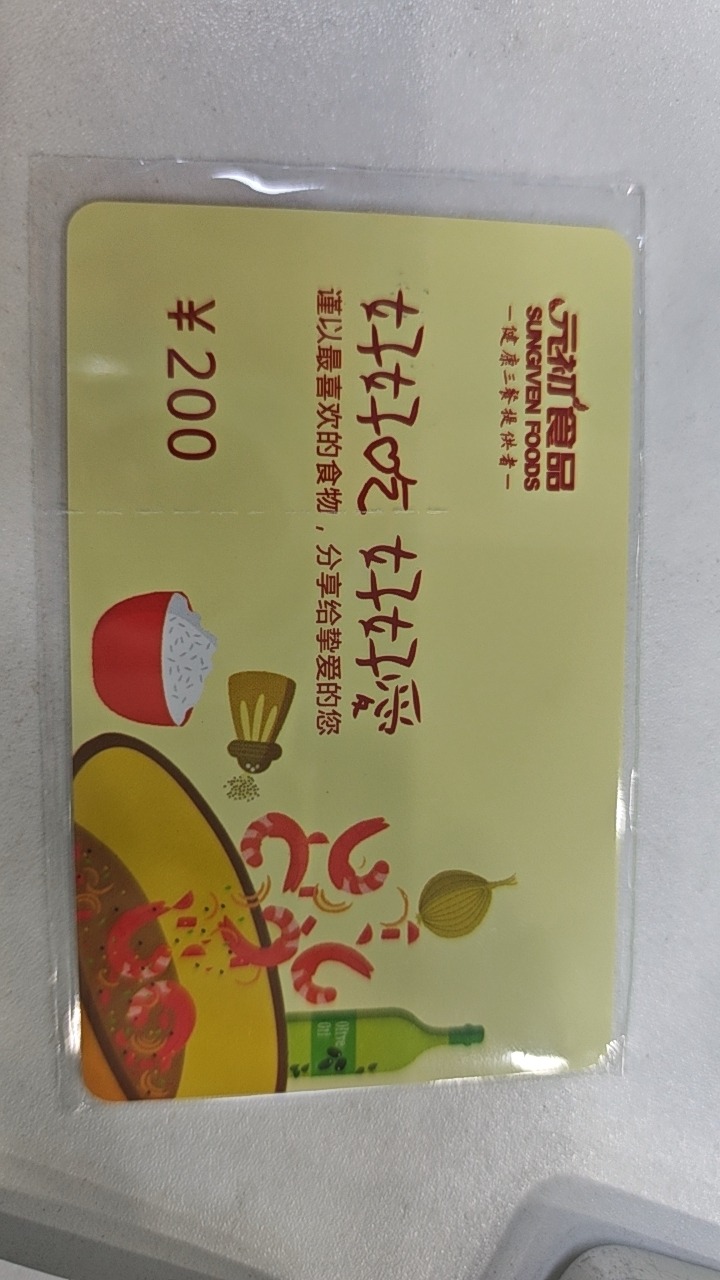 元初食品
SUNGIVEN FOODS
—健康三餐提供者—
好好吃 好好愛
谨以最喜欢的食物，分享给挚爱的您
¥200
Olive
Oil